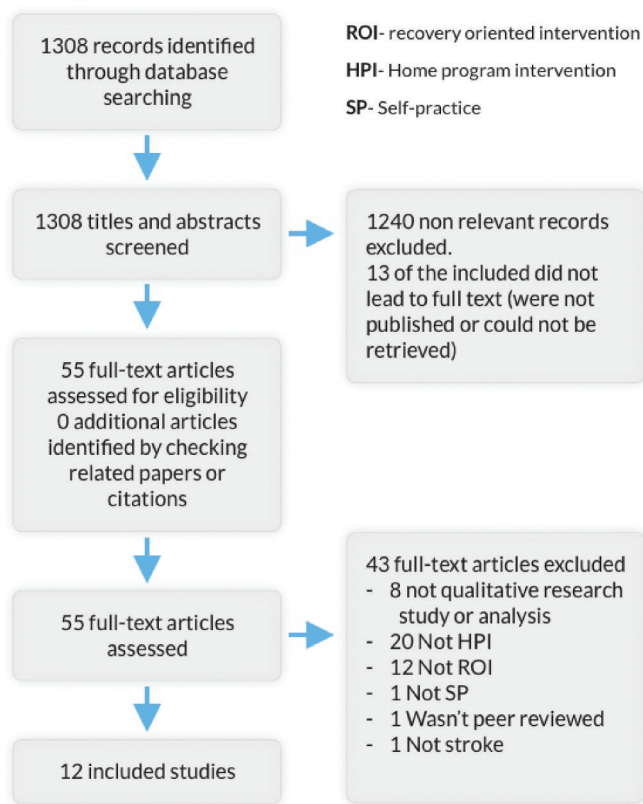 1308 records identified
through database
searching
ROI- recovery oriented intervention
HPI- Home program intervention
SP- Self-practice
1308 titles and abstracts
screened
1240 non relevant records
excluded.
13 of the included did not
lead to full text (were not
published or could not be
retrieved)
55 full-text articles
assessed for eligibility
0 additional articles
identified by checking
related papers or
citations
55 full-text articles
assessed
43 full-text articles excluded
- 8 not qualitative research
study or analysis
- 20 Not HPI
- 12 Not ROI
- 1 Not SP
- 1 Wasn't peer reviewed
- 1 Not stroke
12 included studies